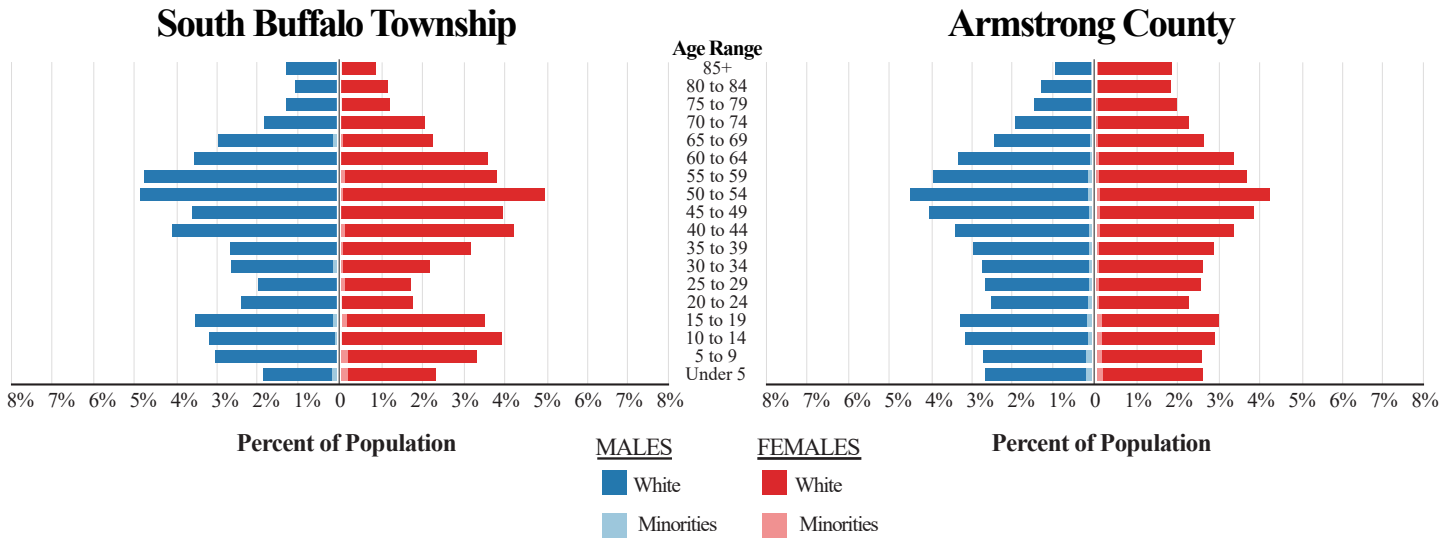 South Buffalo Township
Armstrong County
Age Range
85+
80 to 84
75 to 79
70 to 74
65 to 69
60 to 64
55 to 59
50 to 54
45 to 49
40 to 44
35 to 39
30 to 34
25 to 29
20 to 24
15 to 19
10 to 14
5 to 9
Under 5
8% 7% 6% 5% 4% 3% 2% 1% 0 1% 2% 3% 4% 5% 6% 7% 8%
8% 7% 6% 5% 4% 3% 2% 1% 0 1% 2% 3% 4% 5% 6% 7% 8%
Percent of Population
Percent of Population
MALES
White
Minorities
FEMALES
White
Minorities